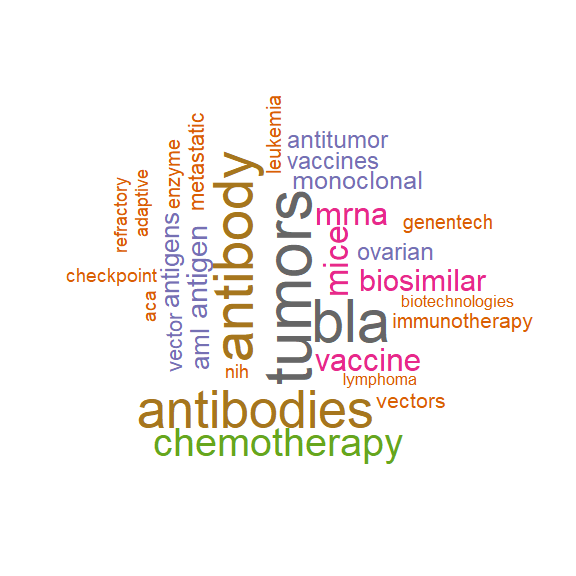 leukemia
antitumor
vaccines
monoclonal
metastatic
enzyme
adaptive
refractory
antibody
tumors
mrna
genentech
mice
ovarian
antigens
antigen
checkpoint
biosimilar
aca
biotechnologies
bla
immunotherapy
vector
aml
vaccine
nih
lymphoma
antibodies
vectors
chemotherapy